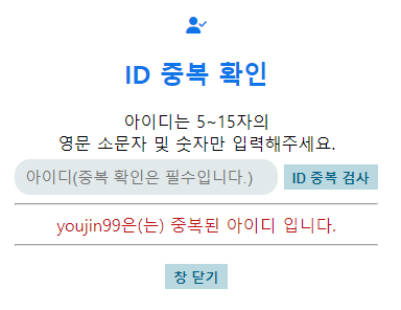 ID 중복 확인
아이디는 5~15자의
영문 소문자 및 숫자만 입력해주세요.
아이디(중복 확인은 필수입니다.)
ID 중복 검사
youjin99은(는) 중복된 아이디 입니다.
창 닫기